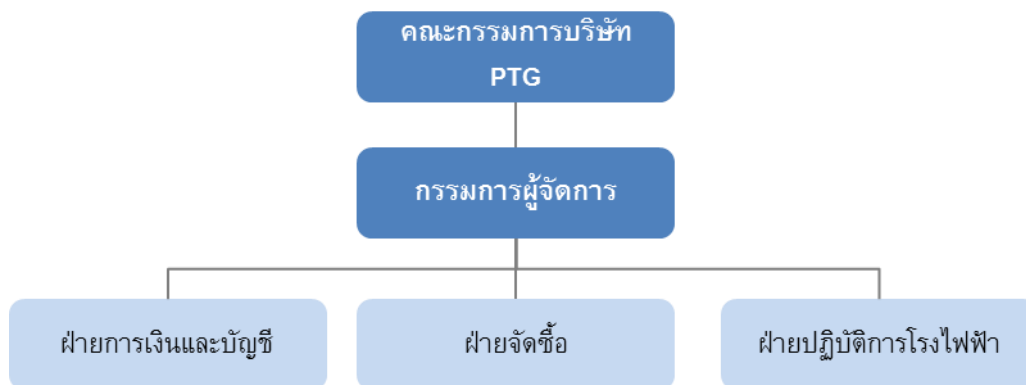 คณะกรรมการบริษัท
PTG
กรรมการผู้จัดการ
ฝ่ายการเงินและบัญชี
ฝ่ายจัดซื้อ
ฝ่ายปฏิบัติการโรงไฟฟ้า